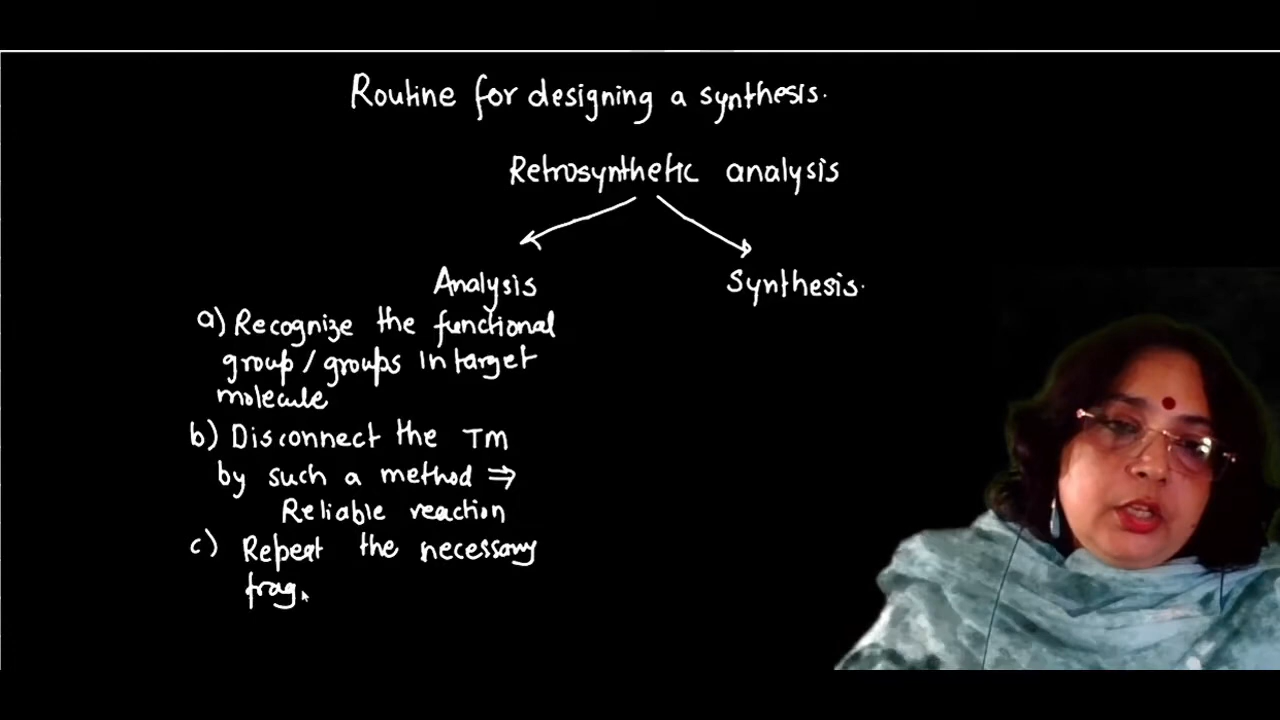 Routine for designing a synthesis.
Retrosynthetic analysis
Analysis
Synthesis.
a) Recognize the functional
group/groups in target
molecule
b) Disconnect the TM
by such a method ⇒
Reliable reaction
c) Repeat the necessary
frag